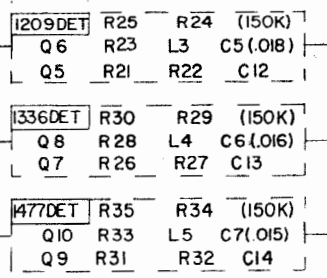 1209DET R25 R24 (150K)
Q6 R23 L3 C5(.018)
Q5 R21 R22 C12
1336DET R30 R29 (150K)
Q8 R28 L4 C6(.016)
Q7 R26 R27 C13
1477DET R35 R34 (150K)
Q10 R33 L5 C7(.015)
Q9 R31 R32 C14